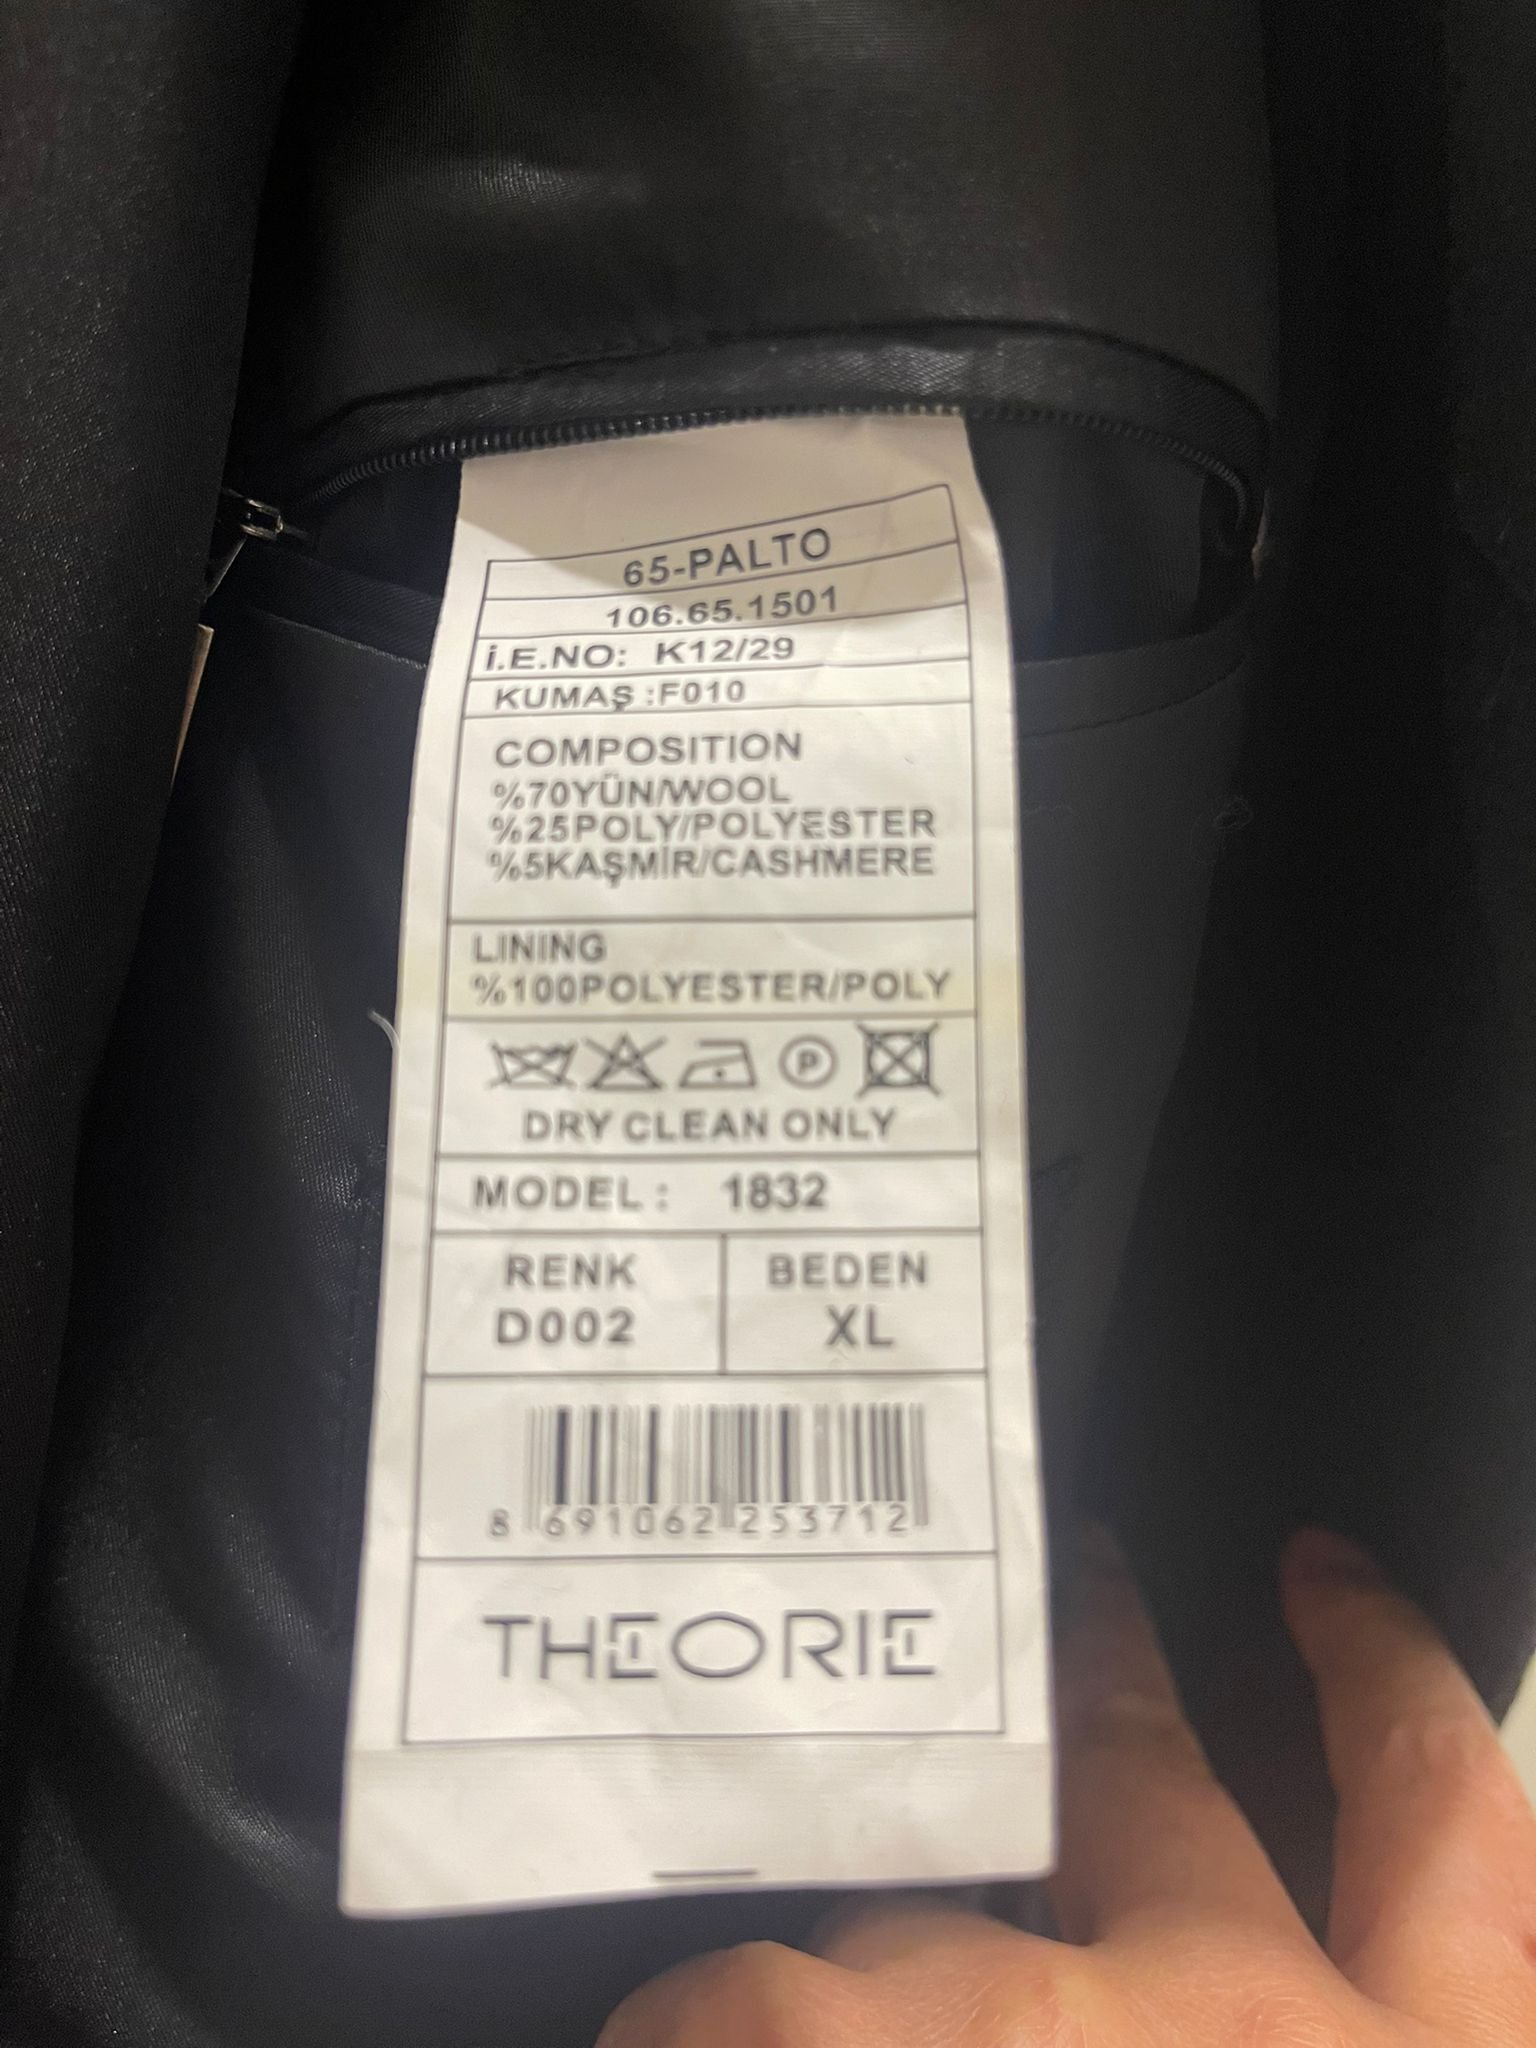 65-PALTO
106.65.1501
İ.E.NO: K12/29
KUMAŞ :F010
COMPOSITION
%70YÜN/WOOL
%25POLY/POLYESTER
%5KAŞMİR/CASHMERE
LINING
%100POLYESTER/POLY
P
DRY CLEAN ONLY
MODEL : 1832
RENK BEDEN
D002 XL
8 691062 253712
THEORIE